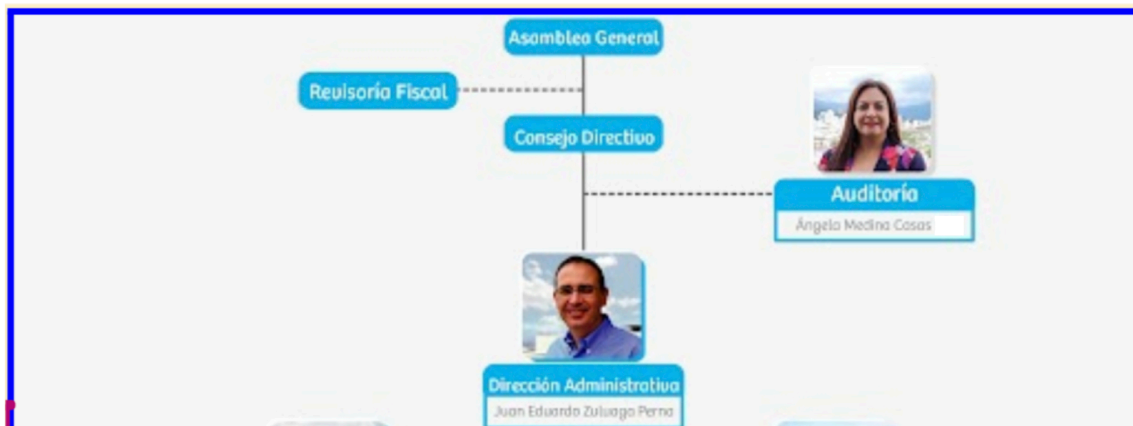 Asamblea General
Revisoría Fiscal
Consejo Directivo
Auditoría
Ángela Medina Casas
Dirección Administrativa
Juan Eduardo Zuluaga Perna